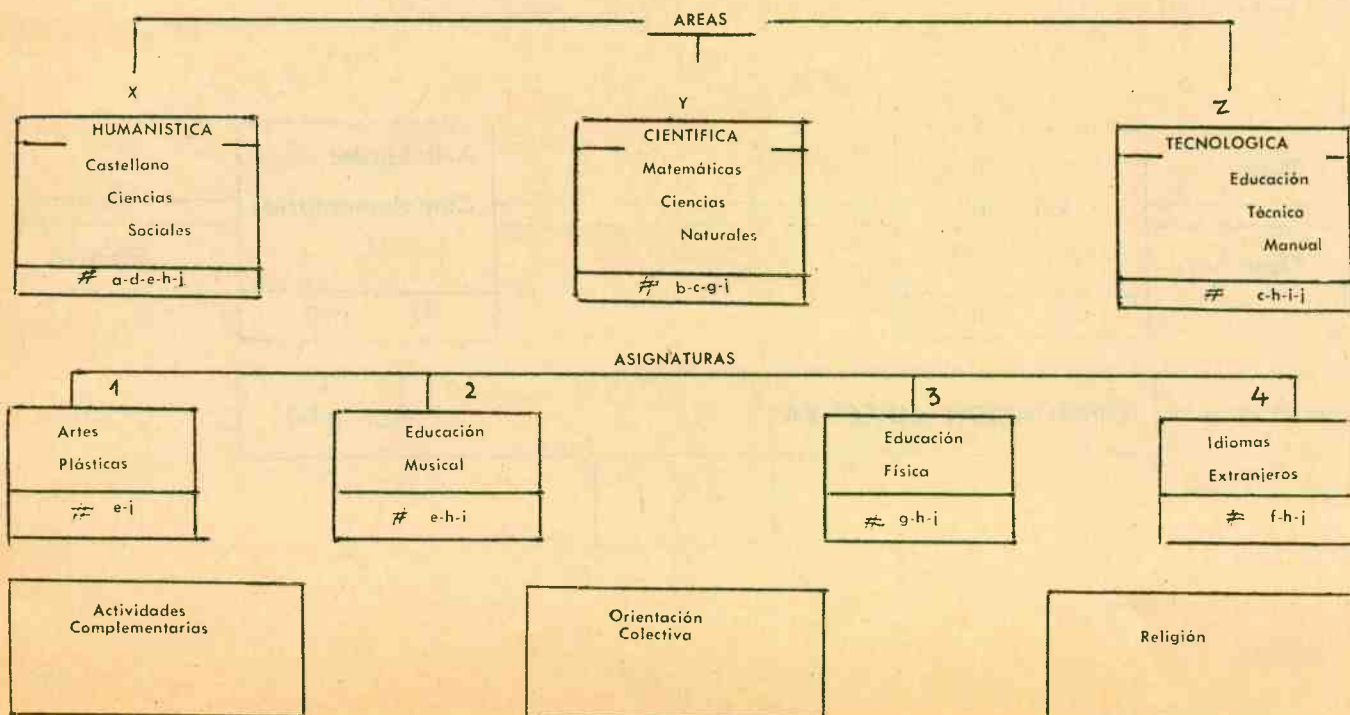 AREAS
X
Y
Z
HUMANISTICA
Castellano
Ciencias
Sociales
# a-d-e-h-j
CIENTIFICA
Matemáticas
Ciencias
Naturales
# b-c-g-i
TECNOLOGICA
Educación
Técnica
Manual
# c-h-i-j
ASIGNATURAS
1
2
3
4
Artes
Plásticas
# e-j
Educación
Musical
# e-h-i
Educación
Física
# g-h-j
Idiomas
Extranjeros
# f-h-j
Actividades
Complementarias
Orientación
Colectiva
Religión